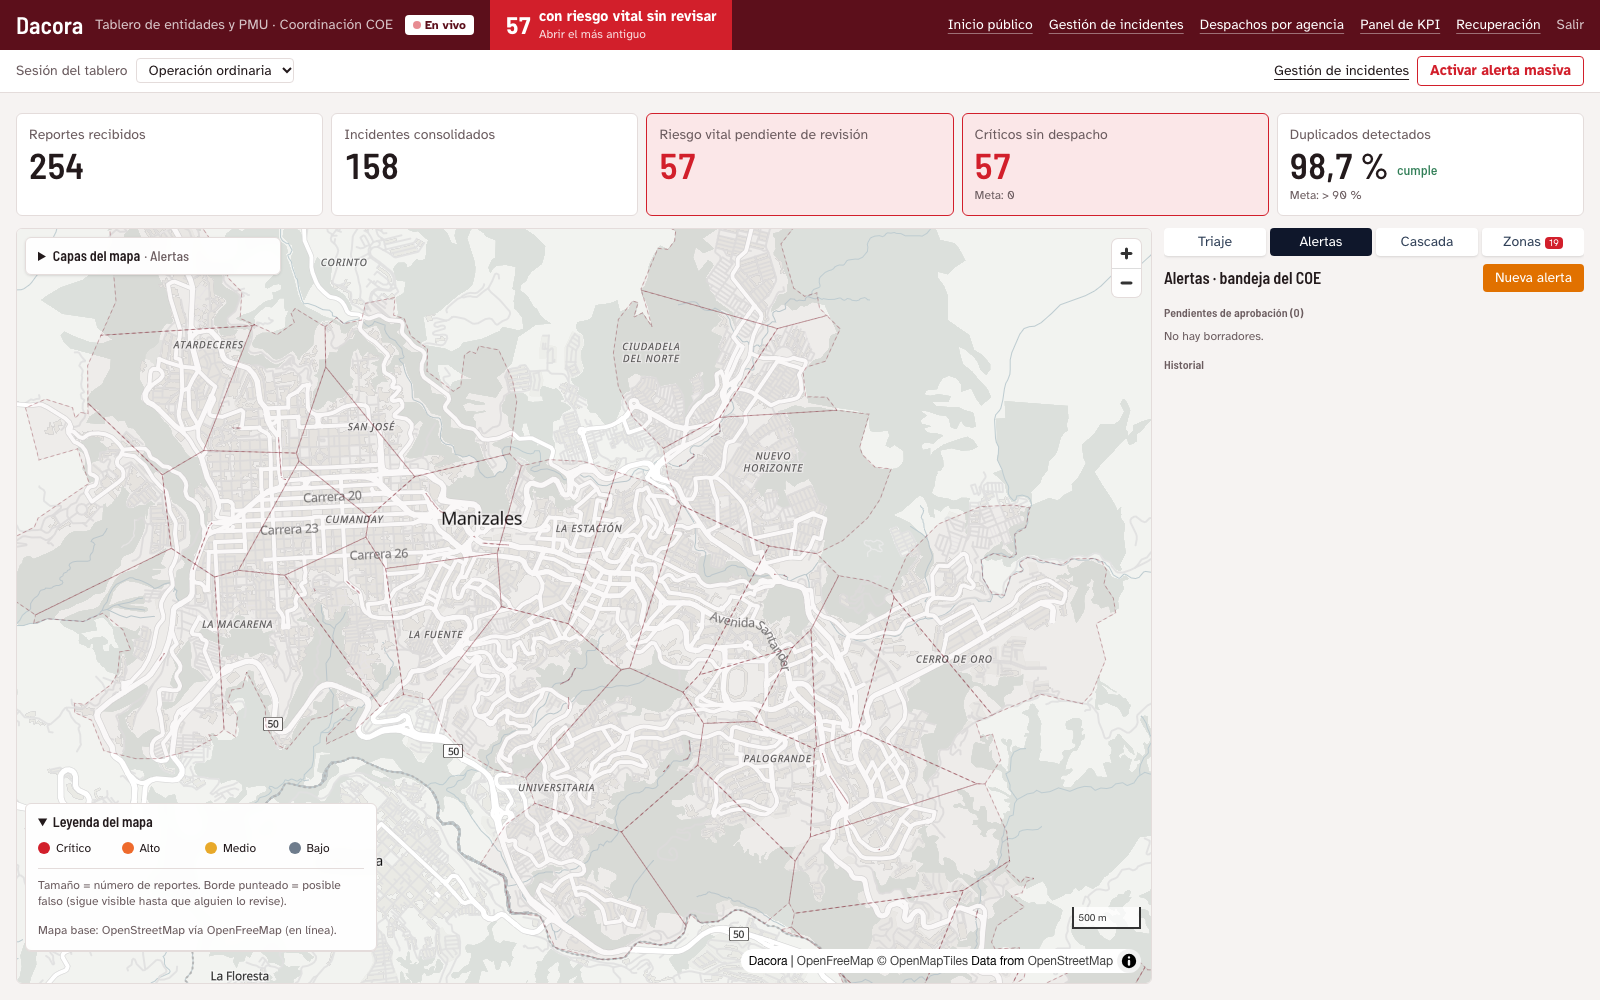 Dacora
Tablero de entidades y PMU · Coordinación COE
En vivo
57
con riesgo vital sin revisar
Abrir el más antiguo
Inicio público
Gestión de incidentes
Despachos por agencia
Panel de KPI
Recuperación
Salir
Sesión del tablero
Operación ordinaria
Gestión de incidentes
Activar alerta masiva
Reportes recibidos
254
Incidentes consolidados
158
Riesgo vital pendiente de revisión
57
Críticos sin despacho
57
Meta: 0
Duplicados detectados
98,7 %
cumple
Meta: > 90 %
Capas del mapa · Alertas
CORINTO
ATARDECERES
CIUDADELA
DEL NORTE
SAN JOSÉ
NUEVO
HORIZONTE
Carrera 20
CUMANDAY
Carrera 23
Manizales
LA ESTACIÓN
Carrera 26
LA MACARENA
LA FUENTE
Avenida Santander
CERRO DE ORO
50
50
PALOGRANDE
UNIVERSITARIA
50
La Floresta
a
Leyenda del mapa
Crítico
Alto
Medio
Bajo
Tamaño = número de reportes. Borde punteado = posible
falso (sigue visible hasta que alguien lo revise).
Mapa base: OpenStreetMap vía OpenFreeMap (en línea).
500 m
Dacora | OpenFreeMap © OpenMapTiles Data from OpenStreetMap
Triaje
Alertas
Cascada
Zonas 19
Alertas · bandeja del COE
Nueva alerta
Pendientes de aprobación (0)
No hay borradores.
Historial